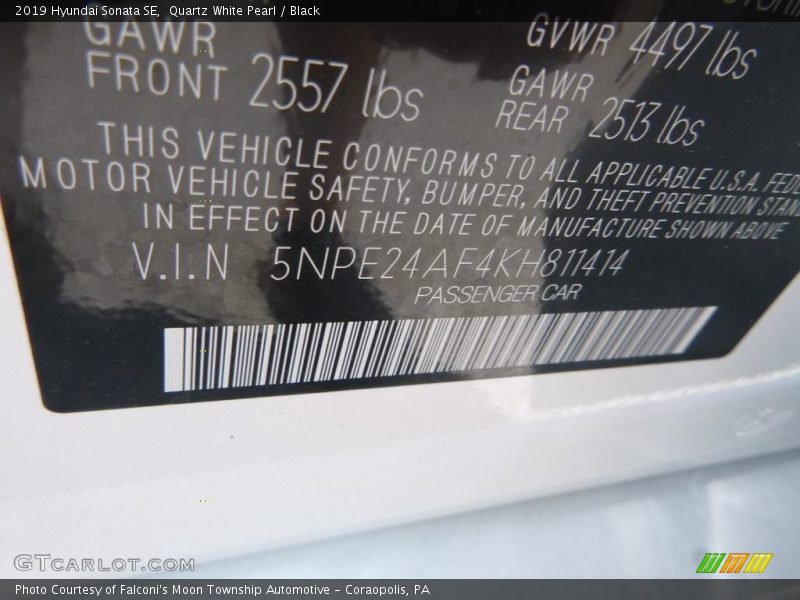 2019 Hyundai Sonata SE, Quartz White Pearl / Black
GAWR
FRONT 2557 lbs
GVWR 4497 lbs
GAWR
REAR 2513 lbs
THIS VEHICLE CONFORMS TO ALL APPLICABLE U.S.A. FEDE
MOTOR VEHICLE SAFETY, BUMPER, AND THEFT PREVENTION STAN
IN EFFECT ON THE DATE OF MANUFACTURE SHOWN ABOVE
V.I.N 5NPE24AF4KH811414
PASSENGER CAR
GTCARLOT.COM
Photo Courtesy of Falconi's Moon Township Automotive – Coraopolis, PA